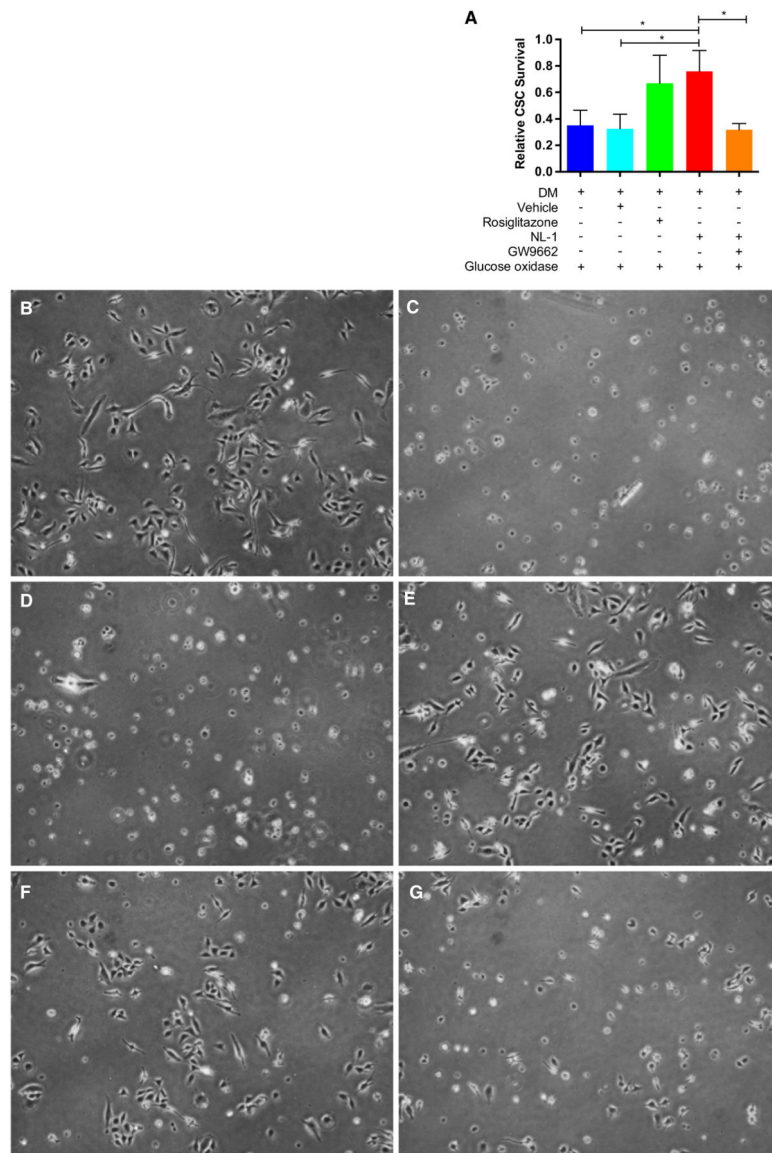 A
* *
*
Relative CSC Survival
1.0
0.8
0.6
0.4
0.2
0.0
DM + + + + +
Vehicle - + - - -
Rosiglitazone - - + - -
NL-1 - - - + +
GW9662 - - - - +
Glucose oxidase + + + + +
B C
D E
F G